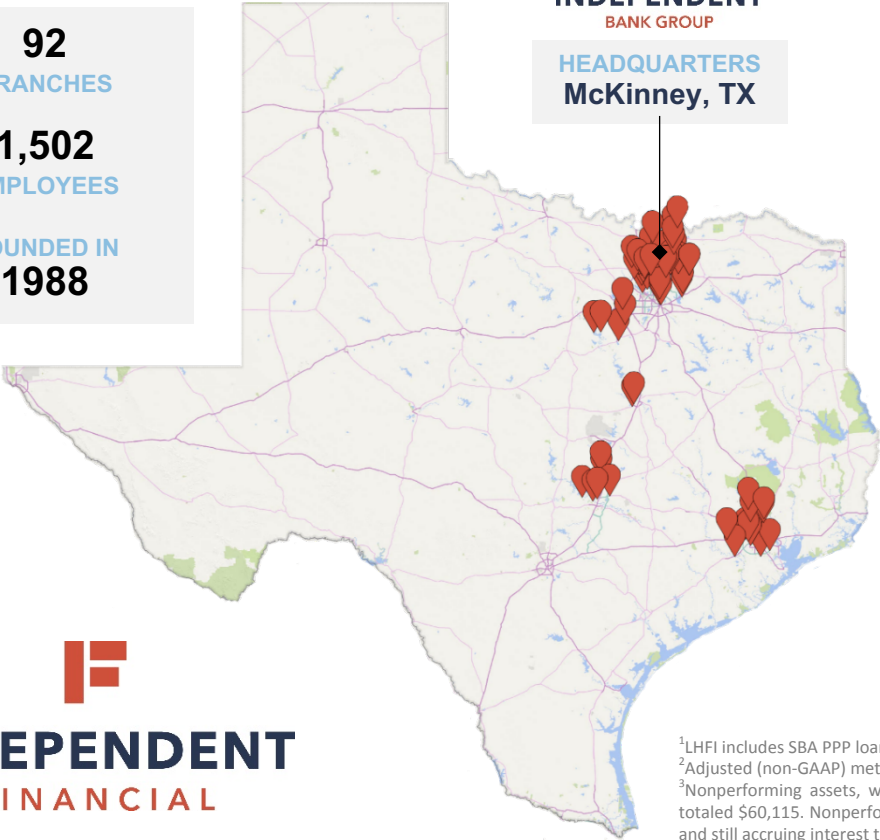 INDEPENDENT
BANK GROUP
92
RANCHES
HEADQUARTERS
McKinney, TX
1,502
MPLOYEES
OUNDED IN
1988
EPENDENT
INANCIAL
1LHFI includes SBA PPP loa
2Adjusted (non-GAAP) met
3Nonperforming assets, w
totaled $60,115. Nonperfo
and still accruing interest t